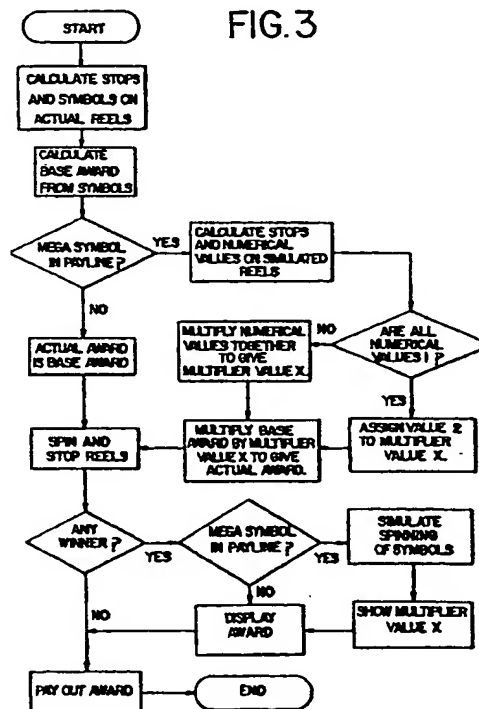 FIG. 3
START
CALCULATE STOPS
AND SYMBOLS ON
ACTUAL REELS
CALCULATE
BASE AWARD
FROM SYMBOLS
MEGA SYMBOL
IN PAYLINE?
YES
CALCULATE STOPS
AND NUMERICAL
VALUES ON SIMULATED
REELS
NO
ARE ALL
NUMERICAL
VALUES 1?
NO
MULTIPLY NUMERICAL
VALUES TOGETHER
TO GIVE
MULTIPLIER VALUE X.
ACTUAL AWARD
IS BASE AWARD
YES
ASSIGN VALUE 2
TO MULTIPLIER
VALUE X.
MULTIPLY BASE
AWARD BY MULTIPLIER
VALUE X TO GIVE
ACTUAL AWARD.
SPIN AND
STOP REELS
ANY
WINNER?
YES
MEGA SYMBOL
IN PAYLINE?
YES
SIMULATE
SPINNING
OF SYMBOLS
NO
NO
DISPLAY
AWARD
SHOW MULTIPLIER
VALUE X
PAY OUT AWARD
END